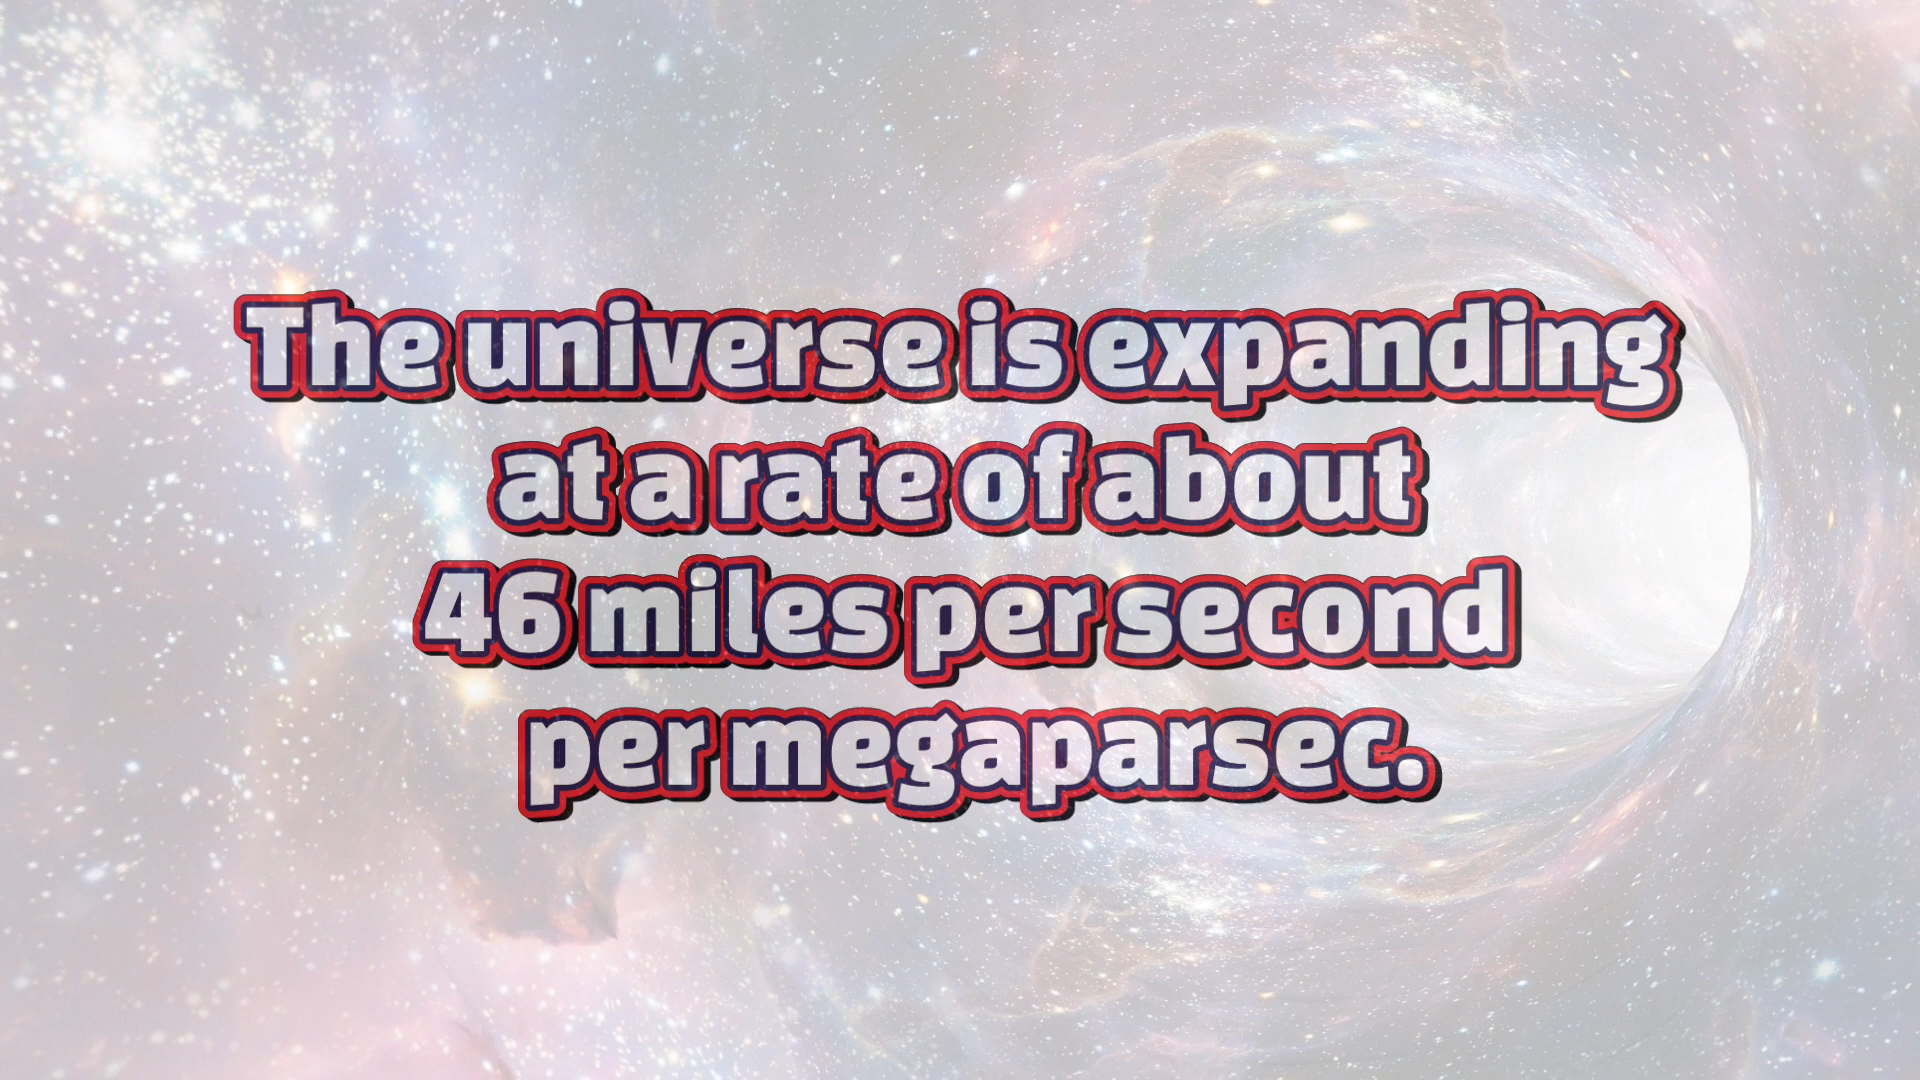 The universe is expanding
at a rate of about
46 miles per second
per megaparsec.